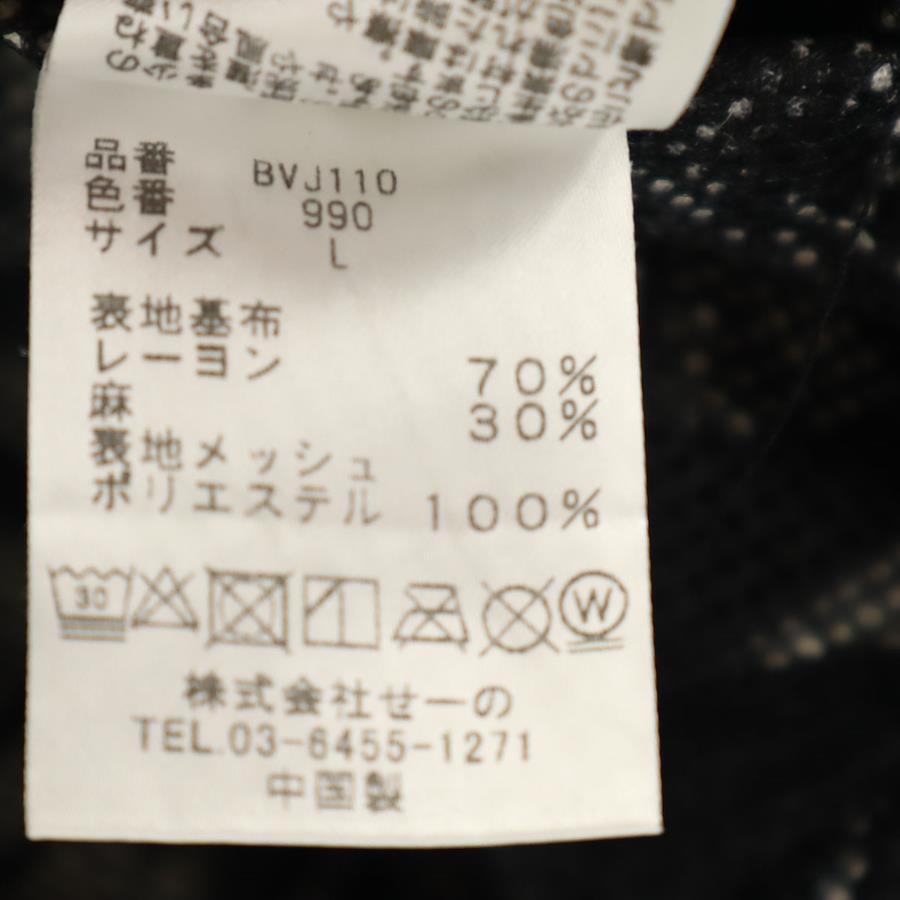 品番 BVJ110
色番 990
サイズ L
表地基布
レーヨン 70%
麻 30%
表地メッシュ
ポリエステル 100%
30
W
株式会社せーの
TEL.03-6455-1271
中国製